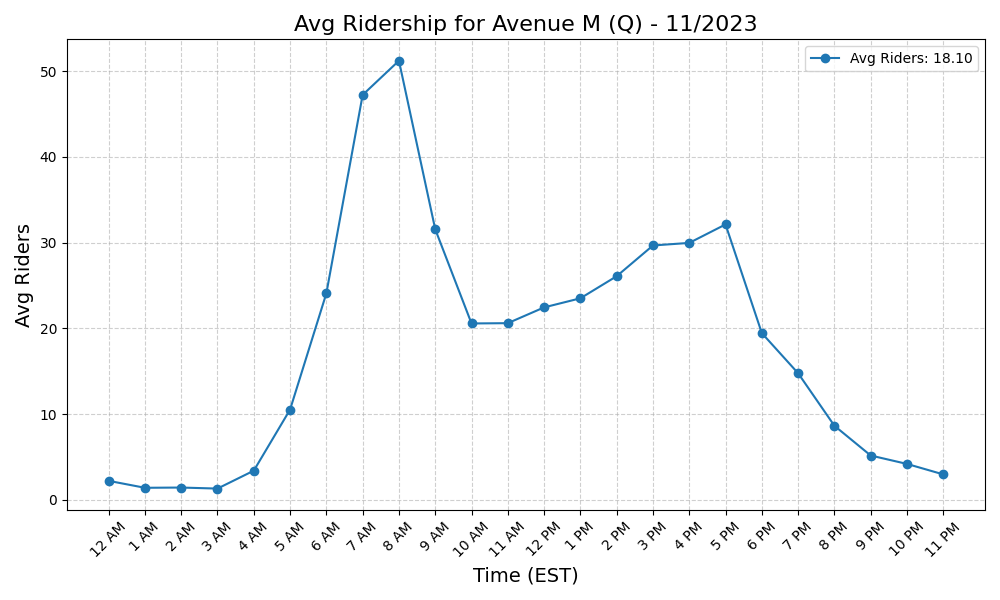 Avg Ridership for Avenue M (Q) - 11/2023
Avg Riders: 18.10
Avg Riders
50
40
30
20
10
0
12 AM
1 AM
2 AM
3 AM
4 AM
5 AM
6 AM
7 AM
8 AM
9 AM
10 AM
11 AM
12 PM
1 PM
2 PM
3 PM
4 PM
5 PM
6 PM
7 PM
8 PM
9 PM
10 PM
11 PM
Time (EST)